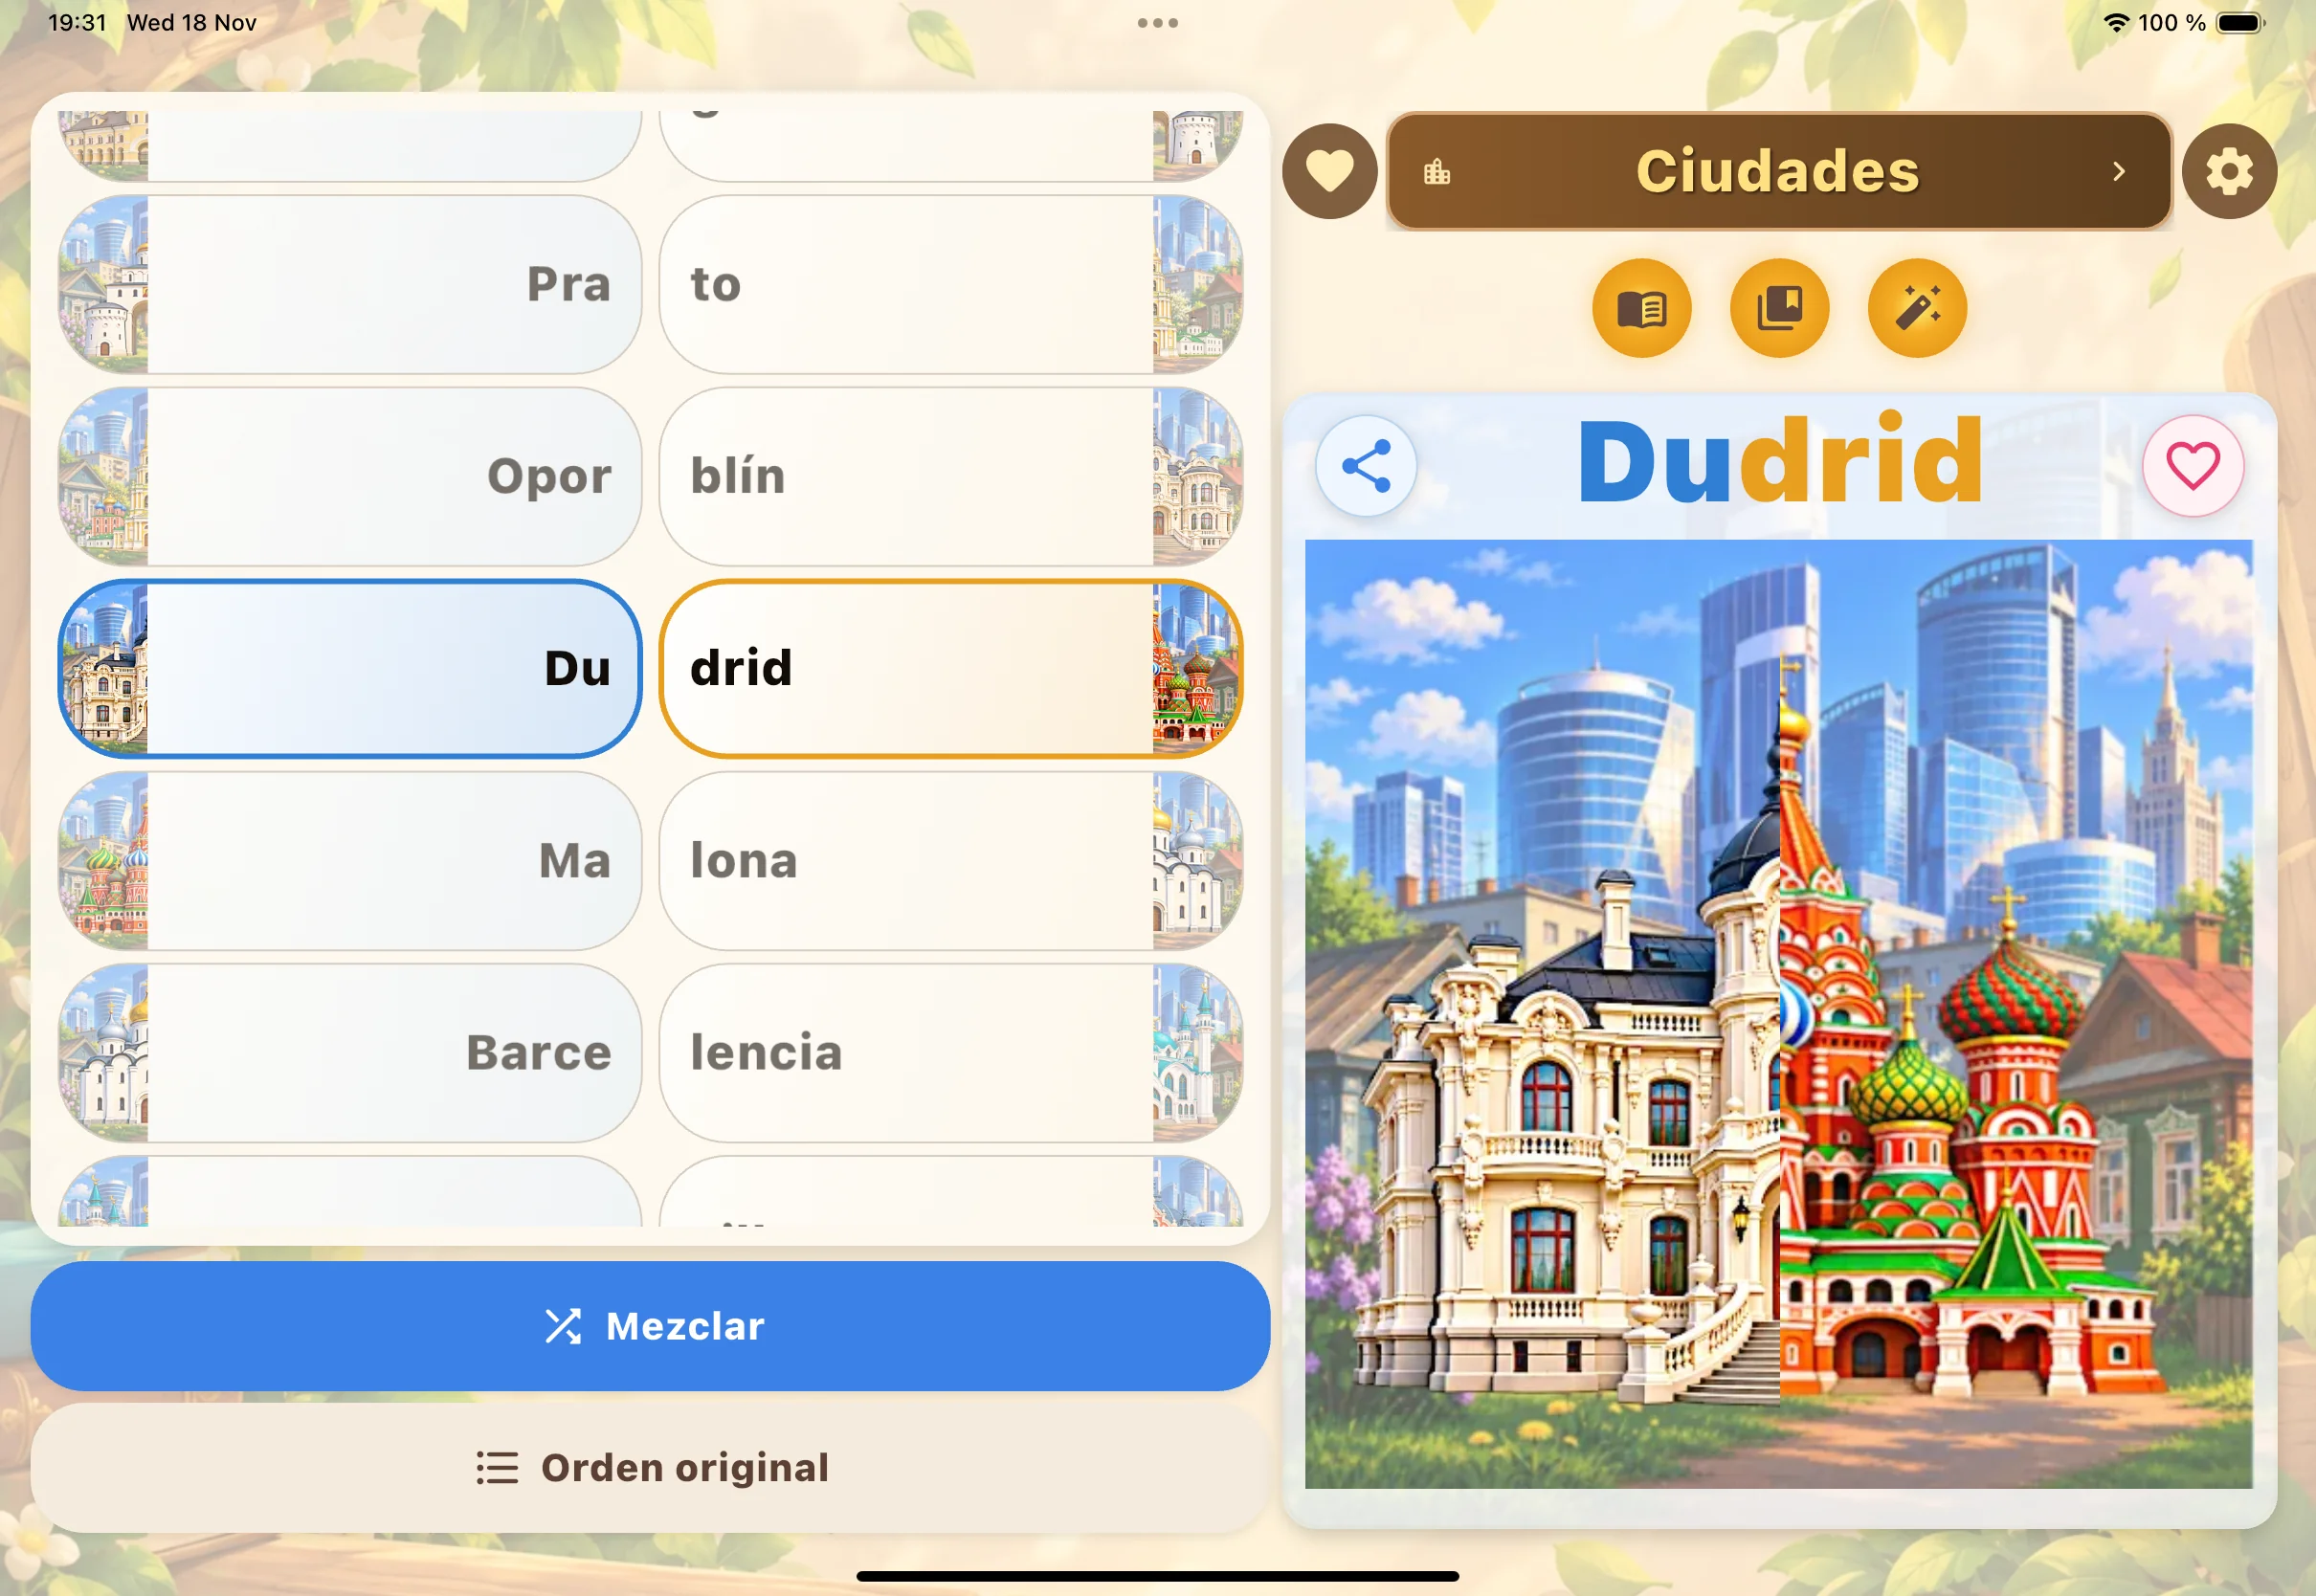 19:31 Wed 18 Nov
100 %
Pra to
Opor blín
Du drid
Ma lona
Barce lencia
Mezclar
Orden original
Ciudades
Dudrid